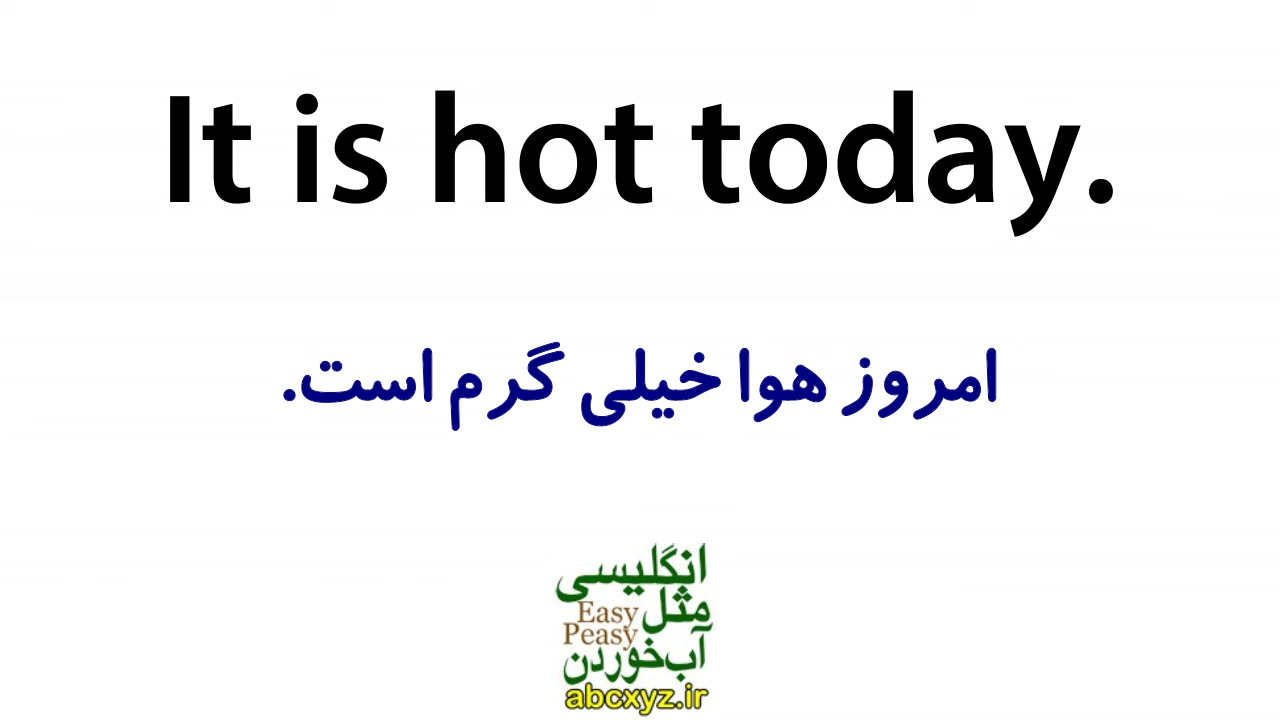 It is hot today.
امروز هوا خیلی گرم است.
انگلیسی
مثل
Easy
Peasy
آب‌خوردن
abcxyz.ir